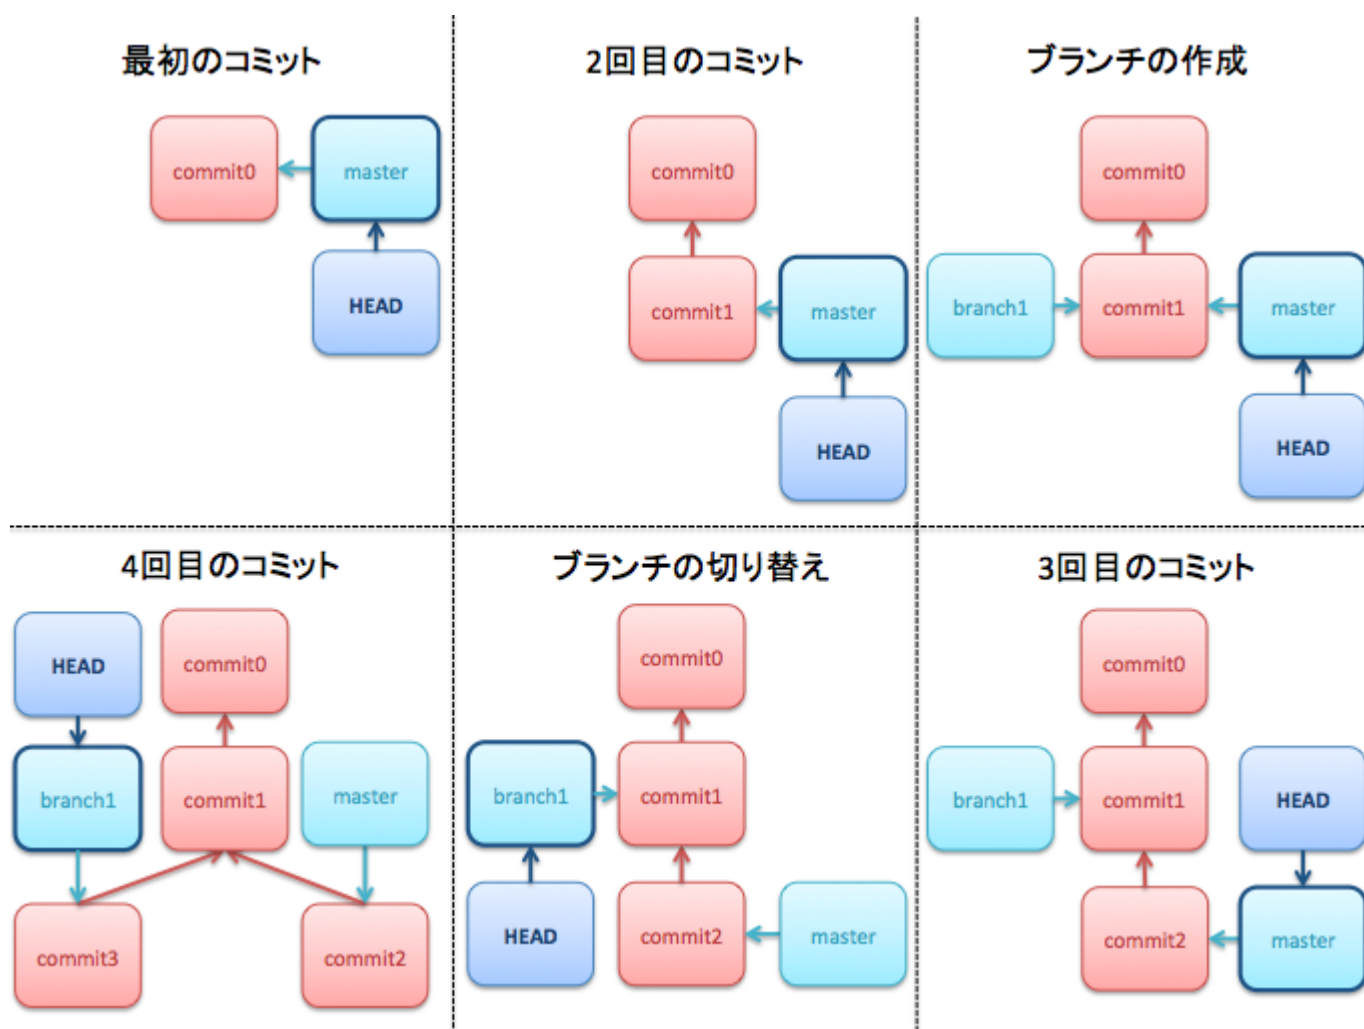 最初のコミット
commit0
master
HEAD
2回目のコミット
commit0
commit1
master
HEAD
ブランチの作成
commit0
branch1
commit1
master
HEAD
4回目のコミット
HEAD
commit0
branch1
commit1
master
commit3
commit2
ブランチの切り替え
commit0
branch1
commit1
HEAD
commit2
master
3回目のコミット
commit0
branch1
commit1
HEAD
commit2
master